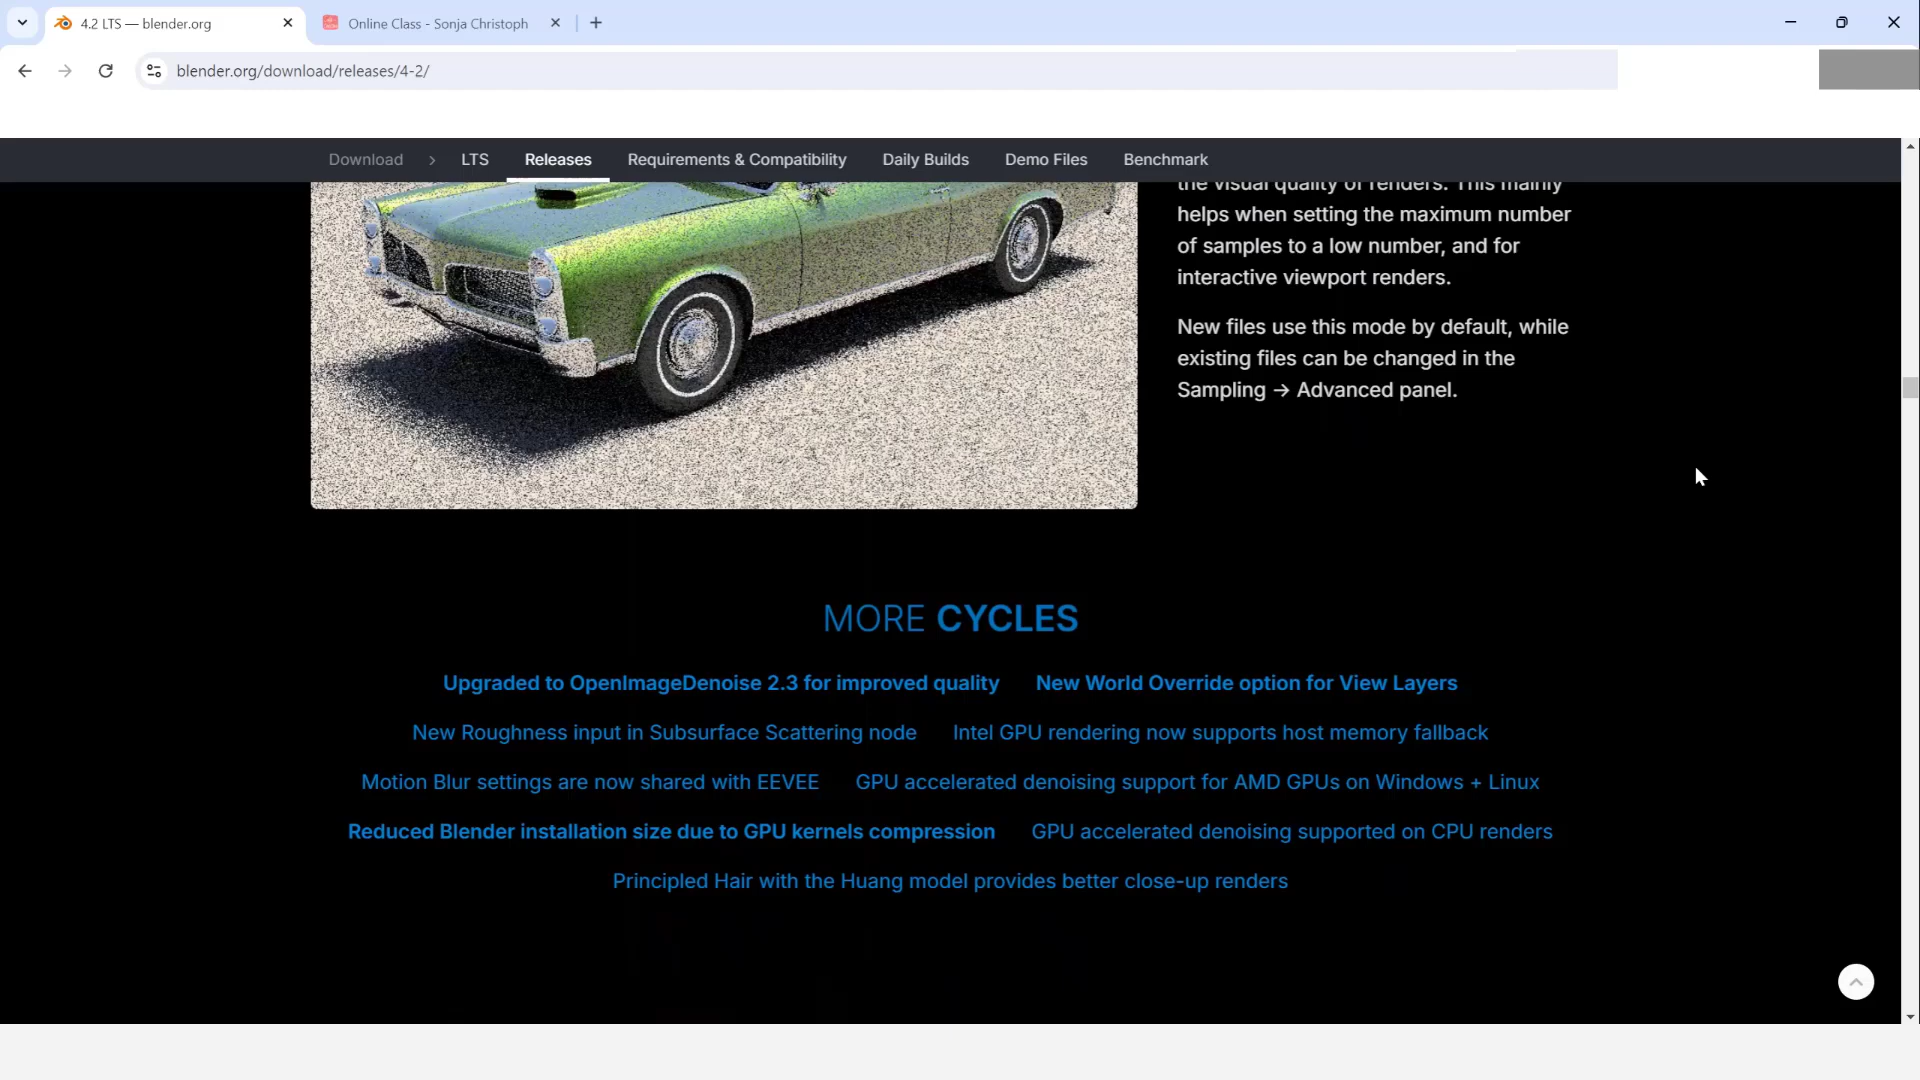 4.2 LTS — blender.org
Online Class - Sonja Christoph
blender.org/download/releases/4-2/
Download > LTS Releases Requirements & Compatibility Daily Builds Demo Files Benchmark
the visual quality of renders. This mainly
helps when setting the maximum number
of samples to a low number, and for
interactive viewport renders.
New files use this mode by default, while
existing files can be changed in the
Sampling → Advanced panel.
MORE CYCLES
Upgraded to OpenImageDenoise 2.3 for improved quality New World Override option for View Layers
New Roughness input in Subsurface Scattering node Intel GPU rendering now supports host memory fallback
Motion Blur settings are now shared with EEVEE GPU accelerated denoising support for AMD GPUs on Windows + Linux
Reduced Blender installation size due to GPU kernels compression GPU accelerated denoising supported on CPU renders
Principled Hair with the Huang model provides better close-up renders